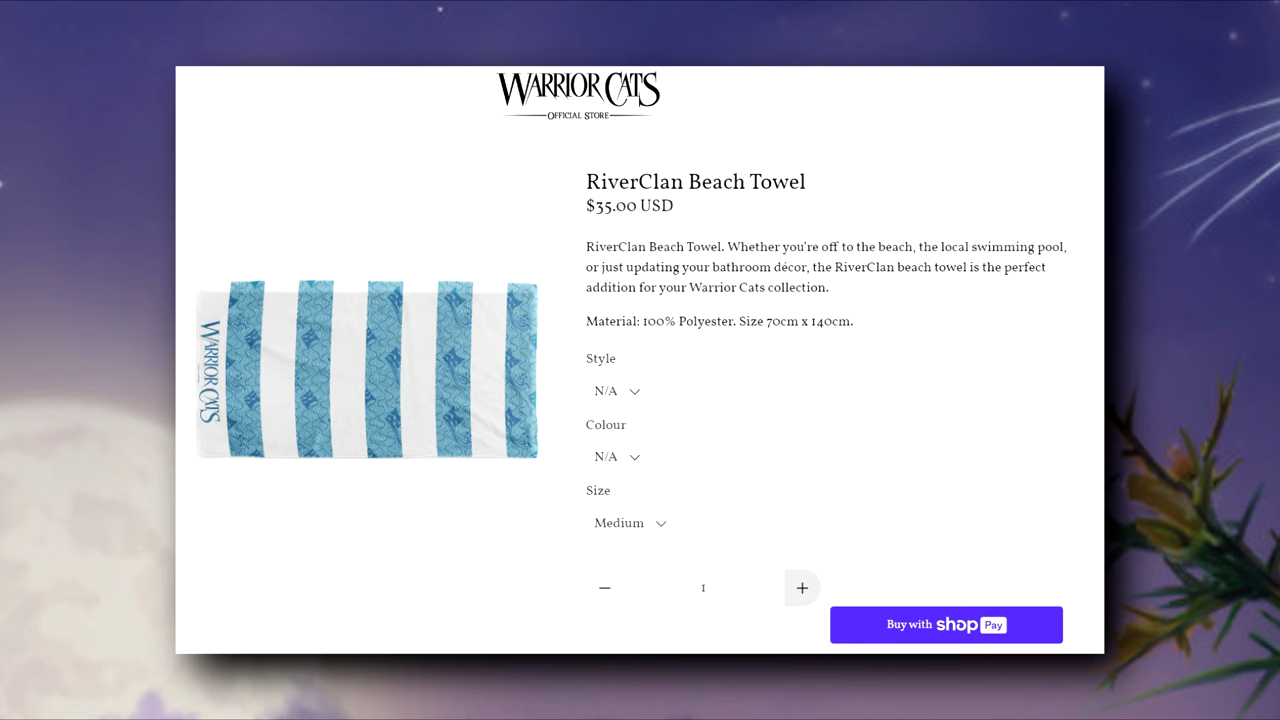 WARRIOR CATS
OFFICIAL STORE
RiverClan Beach Towel
$35.00 USD
RiverClan Beach Towel. Whether you're off to the beach, the local swimming pool,
or just updating your bathroom décor, the RiverClan beach towel is the perfect
addition for your Warrior Cats collection.
Material: 100% Polyester. Size 70cm x 140cm.
Style
N/A
Colour
N/A
Size
Medium
− 1 +
Buy with shop Pay
WARRIOR CATS